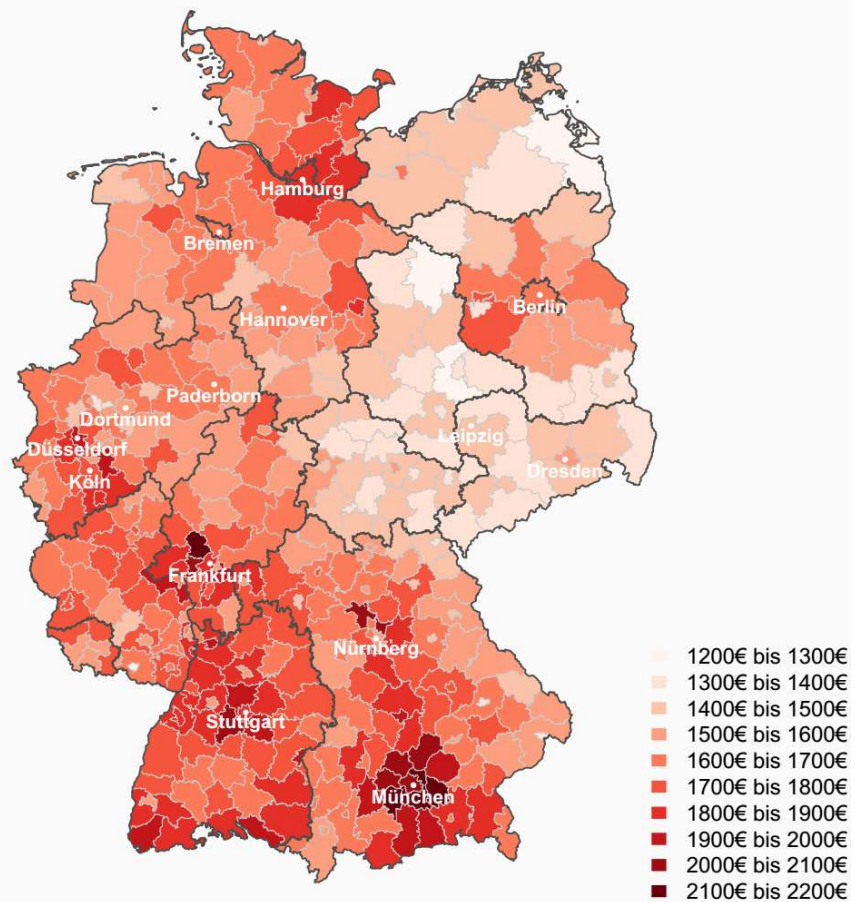 Hamburg
Bremen
Berlin
Hannover
Paderborn
Dortmund
Leipzig
Düsseldorf
Dresden
Köln
Frankfurt
Nürnberg
Stuttgart
München
1200€ bis 1300€
1300€ bis 1400€
1400€ bis 1500€
1500€ bis 1600€
1600€ bis 1700€
1700€ bis 1800€
1800€ bis 1900€
1900€ bis 2000€
2000€ bis 2100€
2100€ bis 2200€